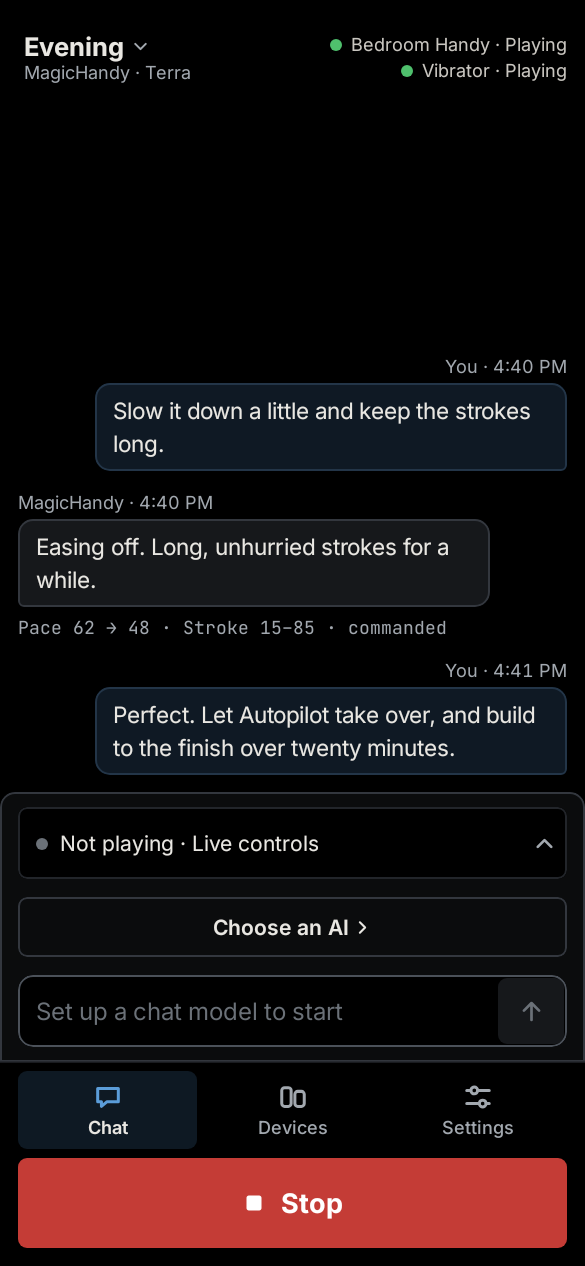 Evening
MagicHandy · Terra
Bedroom Handy · Playing
Vibrator · Playing
You · 4:40 PM
Slow it down a little and keep the strokes
long.
MagicHandy · 4:40 PM
Easing off. Long, unhurried strokes for a
while.
Pace 62 → 48 · Stroke 15–85 · commanded
You · 4:41 PM
Perfect. Let Autopilot take over, and build
to the finish over twenty minutes.
Not playing · Live controls
Choose an AI ›
Set up a chat model to start
Chat
Devices
Settings
Stop